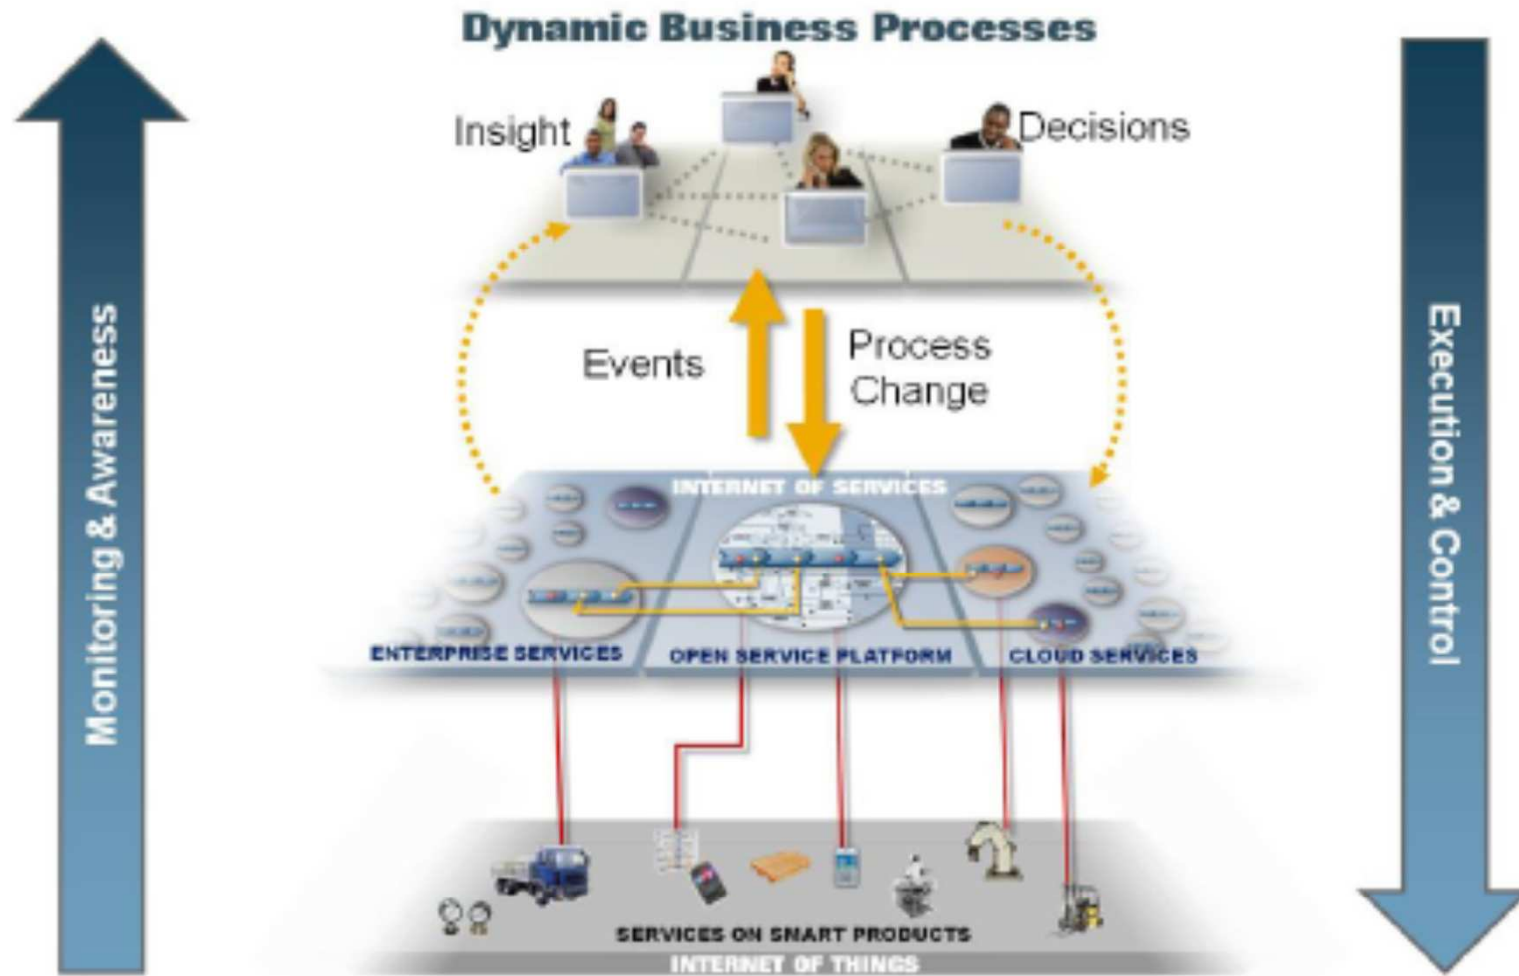 Dynamic Business Processes
Insight
Decisions
Events
Process
Change
Monitoring & Awareness
Execution & Control
INTERNET OF SERVICES
ENTERPRISE SERVICES
OPEN SERVICE PLATFORM
CLOUD SERVICES
SERVICES ON SMART PRODUCTS
INTERNET OF THINGS